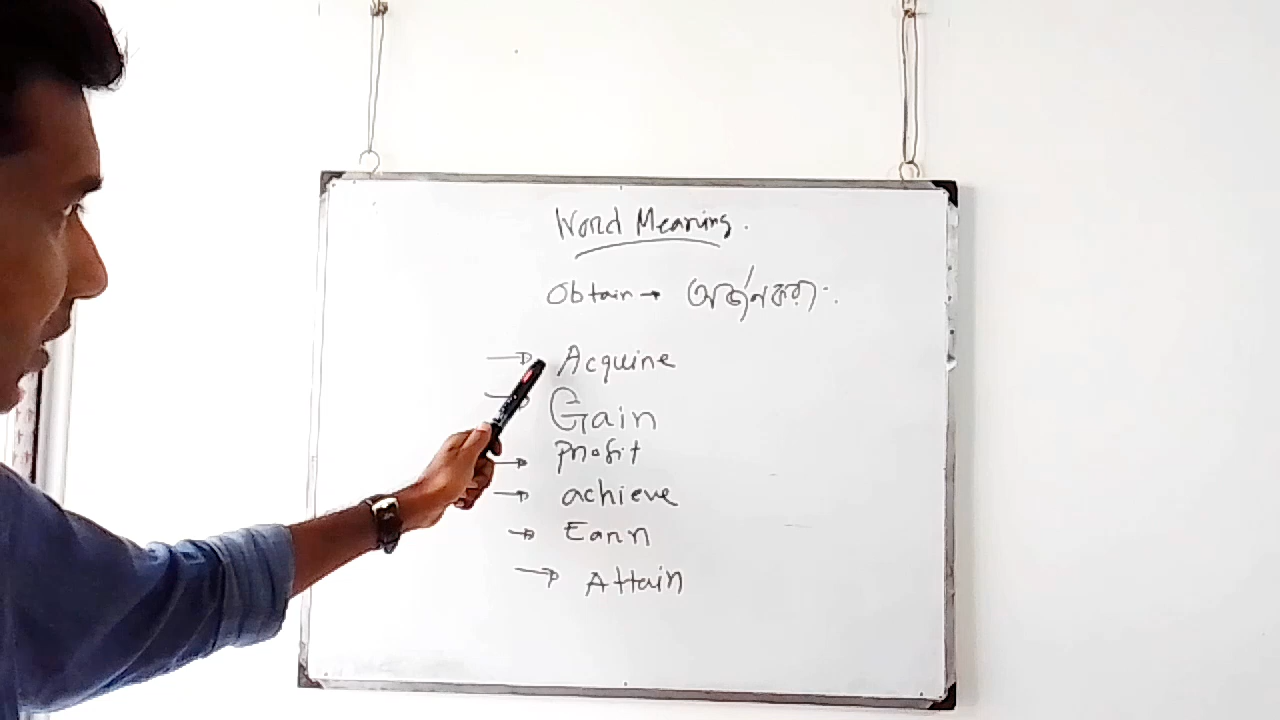 Word Meaning.
Obtain → অর্জন করা.
→ Acquire
→ Gain
→ Profit
→ achieve
→ Earn
→ Attain